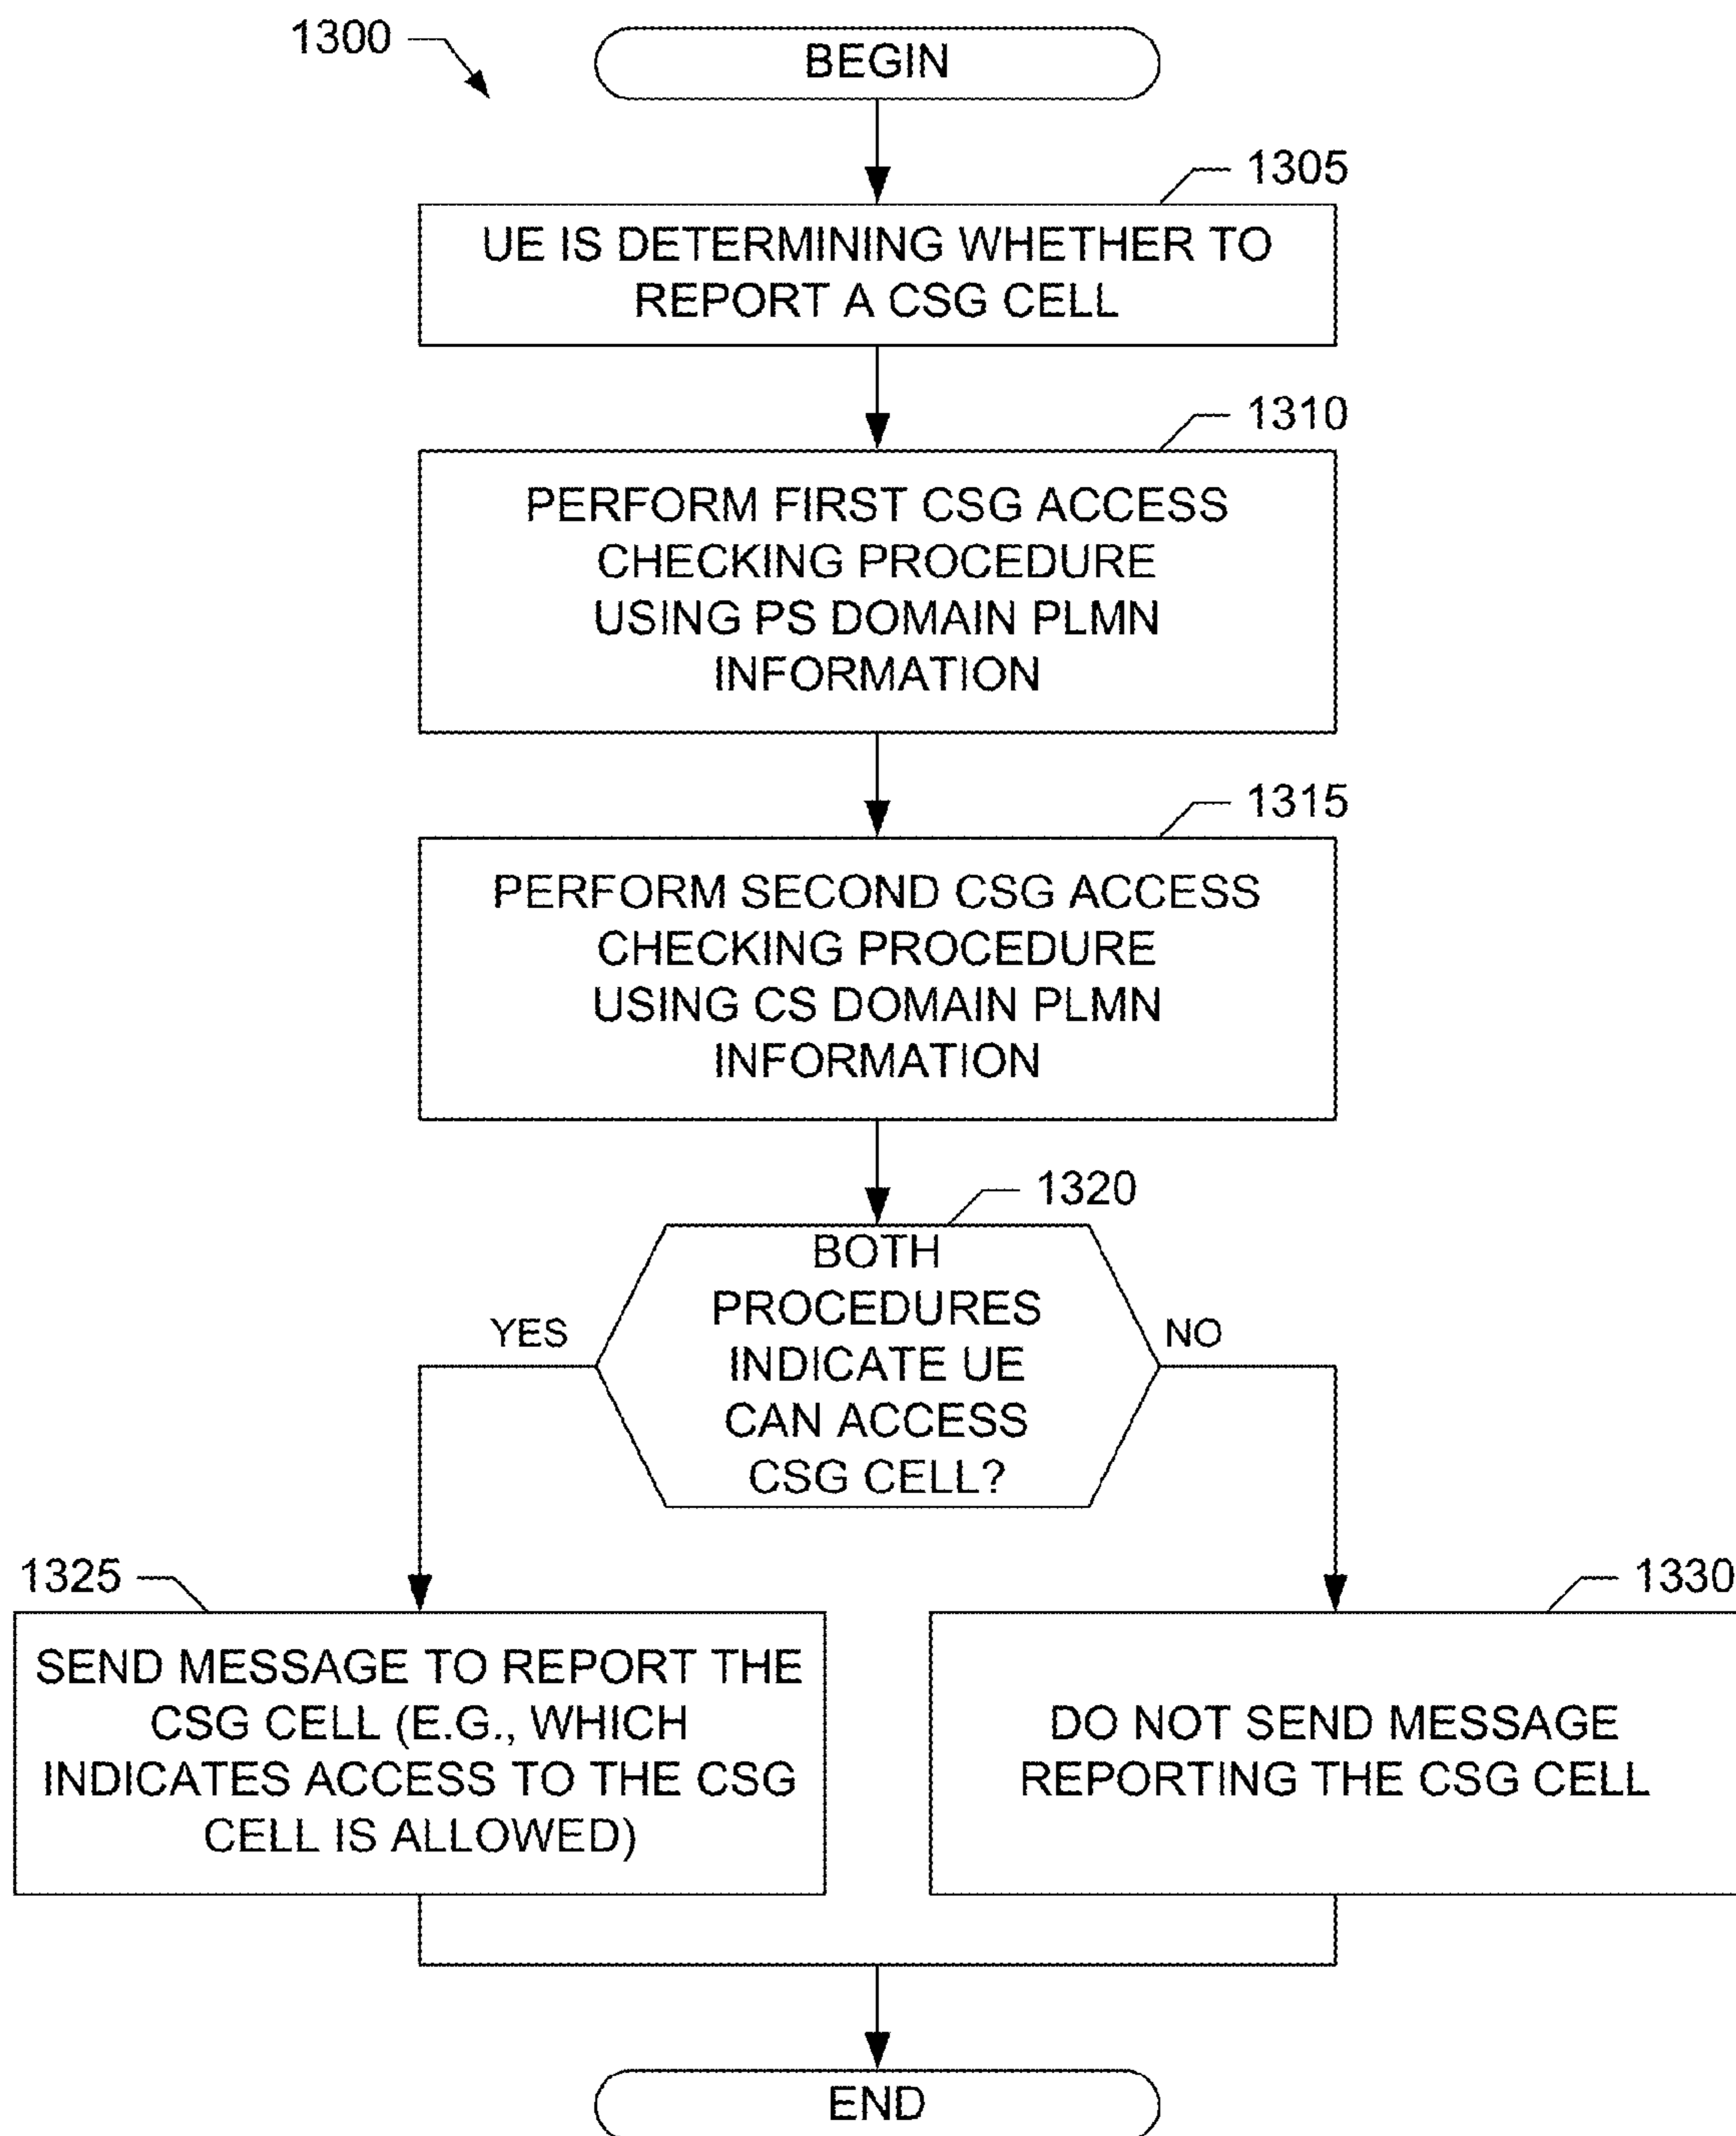 1300
BEGIN
1305
UE IS DETERMINING WHETHER TO
REPORT A CSG CELL
1310
PERFORM FIRST CSG ACCESS
CHECKING PROCEDURE
USING PS DOMAIN PLMN
INFORMATION
1315
PERFORM SECOND CSG ACCESS
CHECKING PROCEDURE
USING CS DOMAIN PLMN
INFORMATION
1320
BOTH
PROCEDURES
INDICATE UE
CAN ACCESS
CSG CELL?
YES
NO
1325
SEND MESSAGE TO REPORT THE
CSG CELL (E.G., WHICH
INDICATES ACCESS TO THE CSG
CELL IS ALLOWED)
1330
DO NOT SEND MESSAGE
REPORTING THE CSG CELL
END